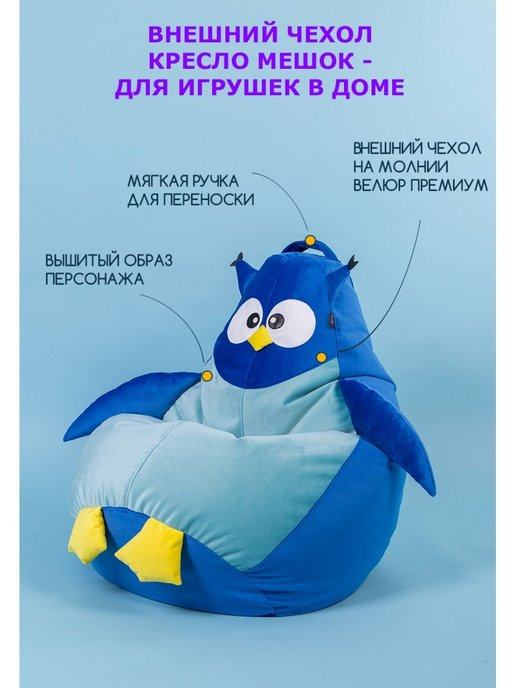 ВНЕШНИЙ ЧЕХОЛ
КРЕСЛО МЕШОК -
ДЛЯ ИГРУШЕК В ДОМЕ
ВНЕШНИЙ ЧЕХОЛ
НА МОЛНИИ
ВЕЛЮР ПРЕМИУМ
МЯГКАЯ РУЧКА
ДЛЯ ПЕРЕНОСКИ
ВЫШИТЫЙ ОБРАЗ
ПЕРСОНАЖА